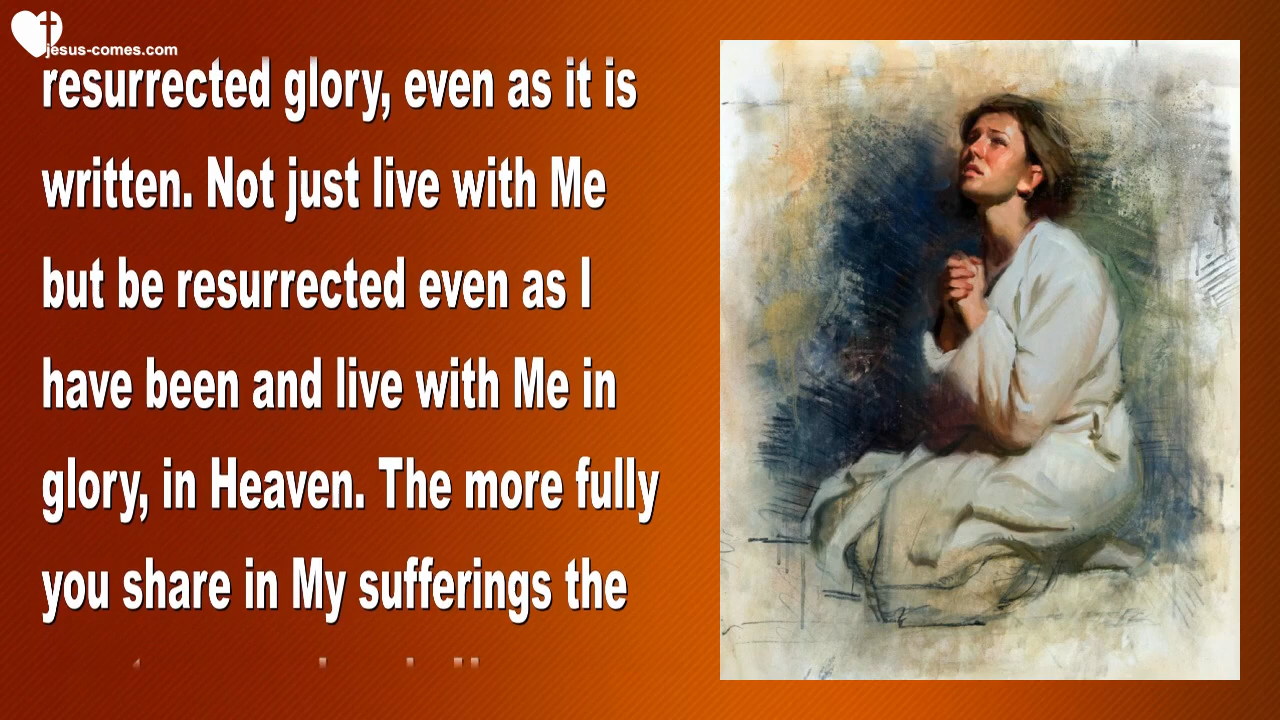 jesus-comes.com
resurrected glory, even as it is
written. Not just live with Me
but be resurrected even as I
have been and live with Me in
glory, in Heaven. The more fully
you share in My sufferings the